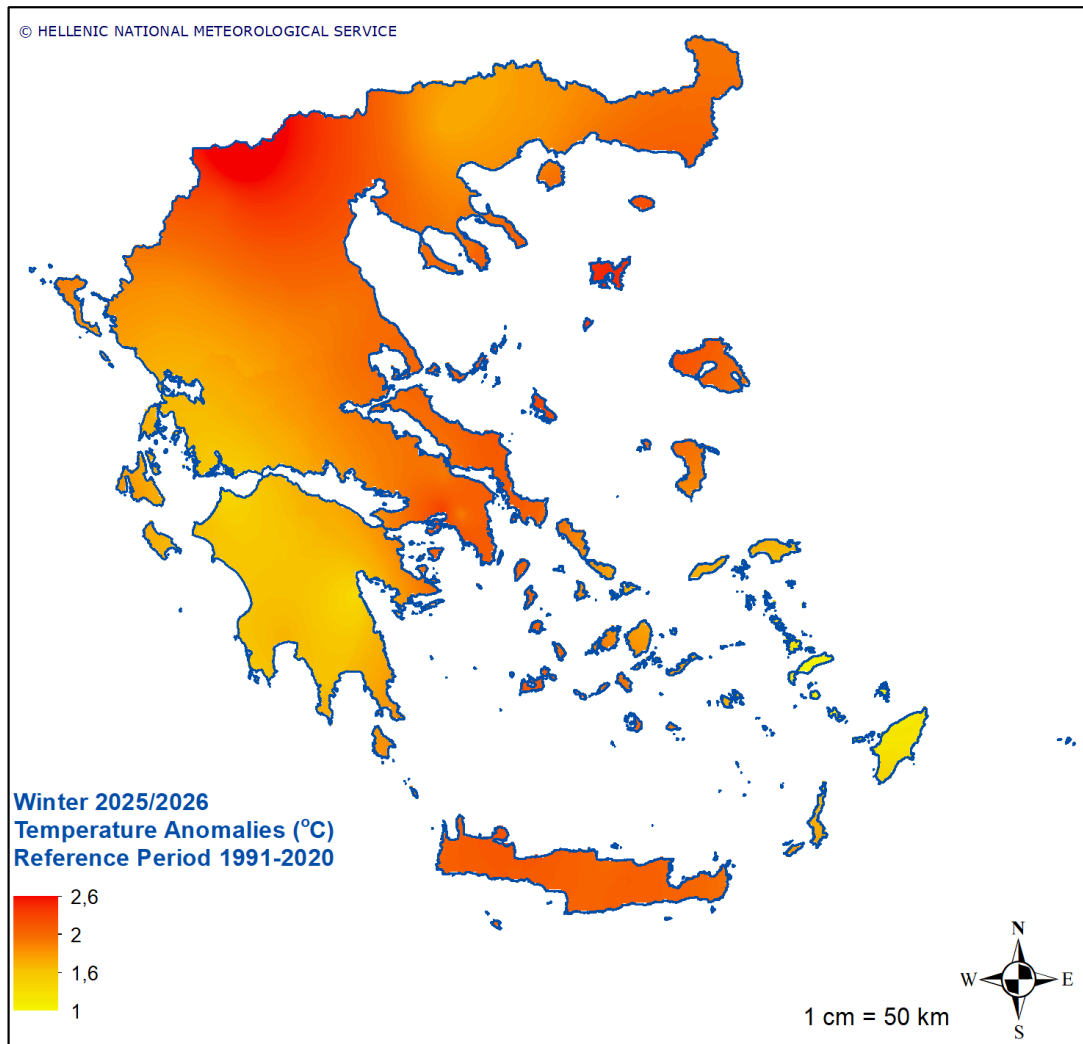 © HELLENIC NATIONAL METEOROLOGICAL SERVICE
Winter 2025/2026
Temperature Anomalies (°C)
Reference Period 1991-2020
2,6
2
1,6
1
N
W E
S
1 cm = 50 km